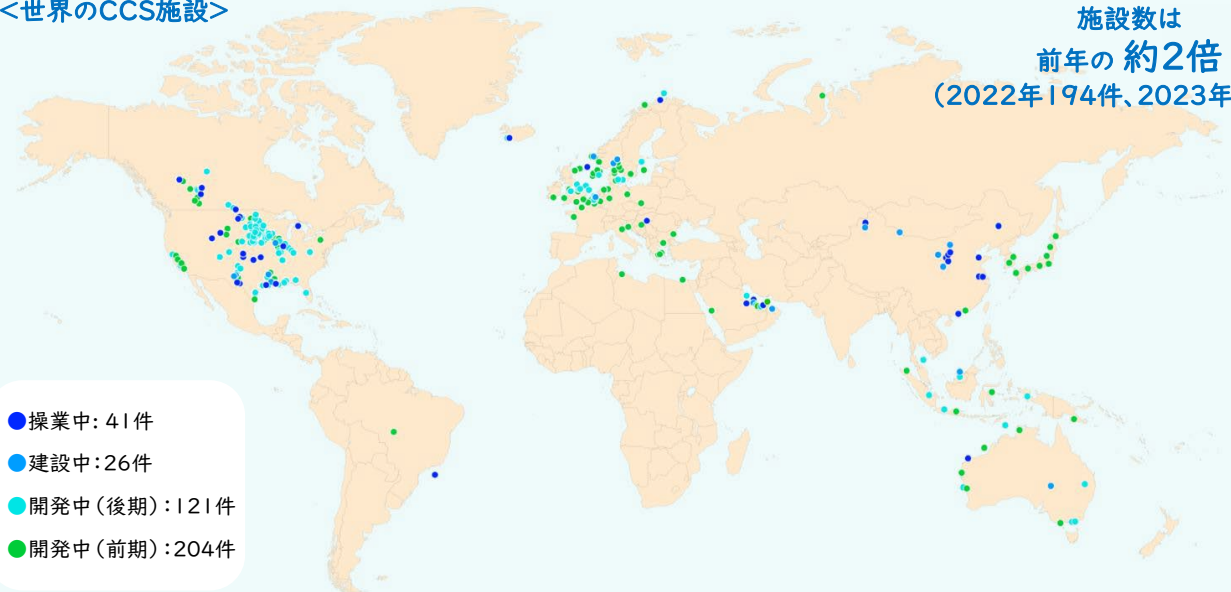 <世界のCCS施設>
施設数は
前年の 約2倍
(2022年194件、2023年
操業中: 41件
建設中:26件
開発中(後期):121件
開発中(前期):204件